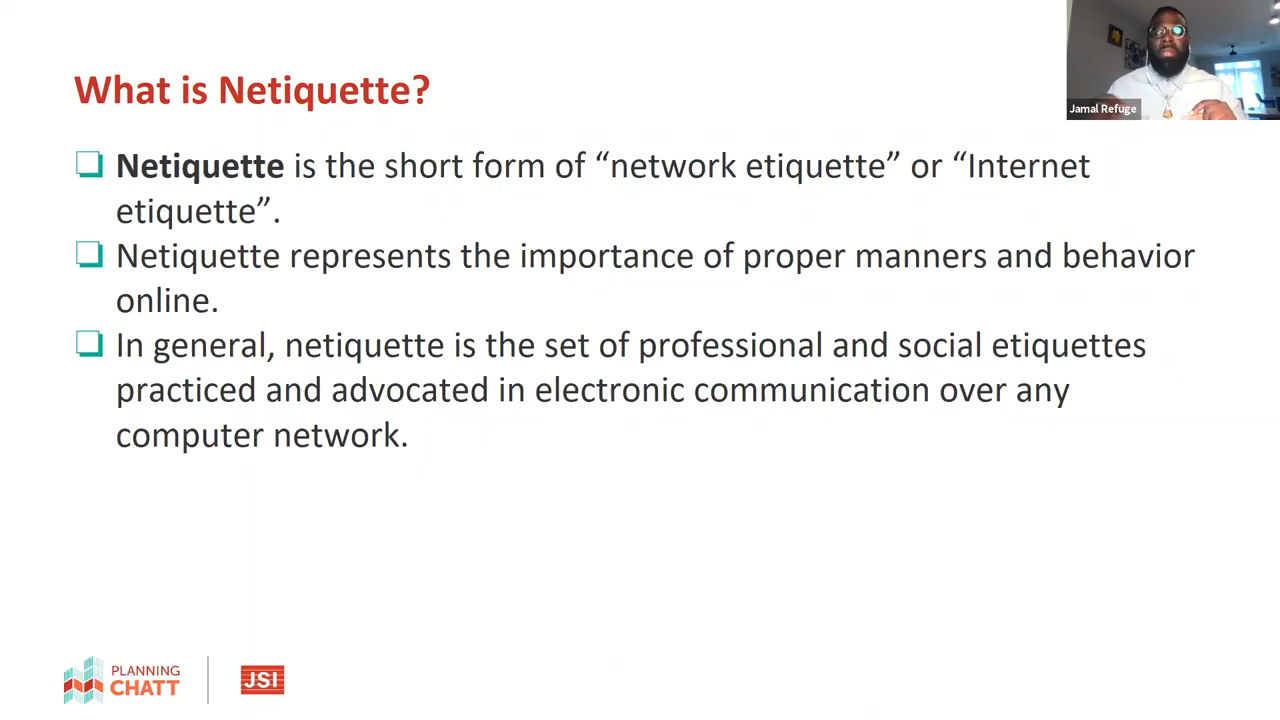 What is Netiquette?
Jamal Refuge
Netiquette is the short form of “network etiquette” or “Internet
etiquette”.
Netiquette represents the importance of proper manners and behavior
online.
In general, netiquette is the set of professional and social etiquettes
practiced and advocated in electronic communication over any
computer network.
PLANNING
CHATT
JSI